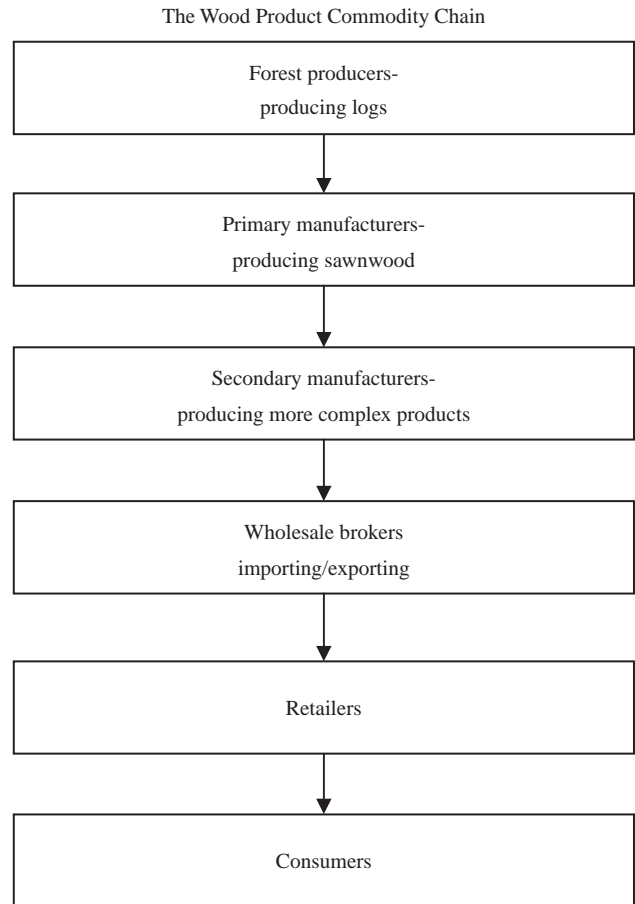 The Wood Product Commodity Chain
Forest producers-
producing logs
Primary manufacturers-
producing sawnwood
Secondary manufacturers-
producing more complex products
Wholesale brokers
importing/exporting
Retailers
Consumers